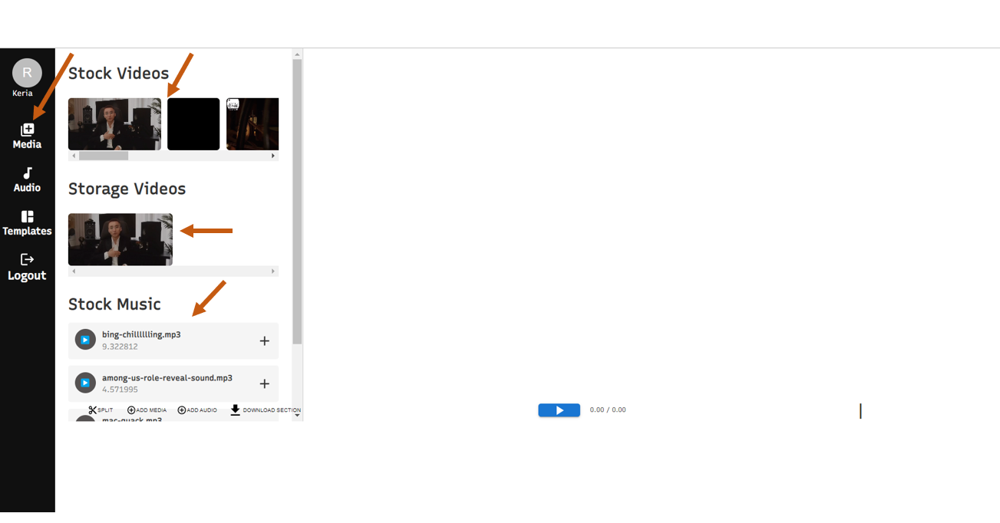 R
Keria
Media
Audio
Templates
Logout
Stock Videos
Storage Videos
Stock Music
bing-chilllllling.mp3
9.322812
among-us-role-reveal-sound.mp3
4.571995
SPLIT
ADD MEDIA
ADD AUDIO
DOWNLOAD SECTION
mac-quack.mp3
0.00 / 0.00